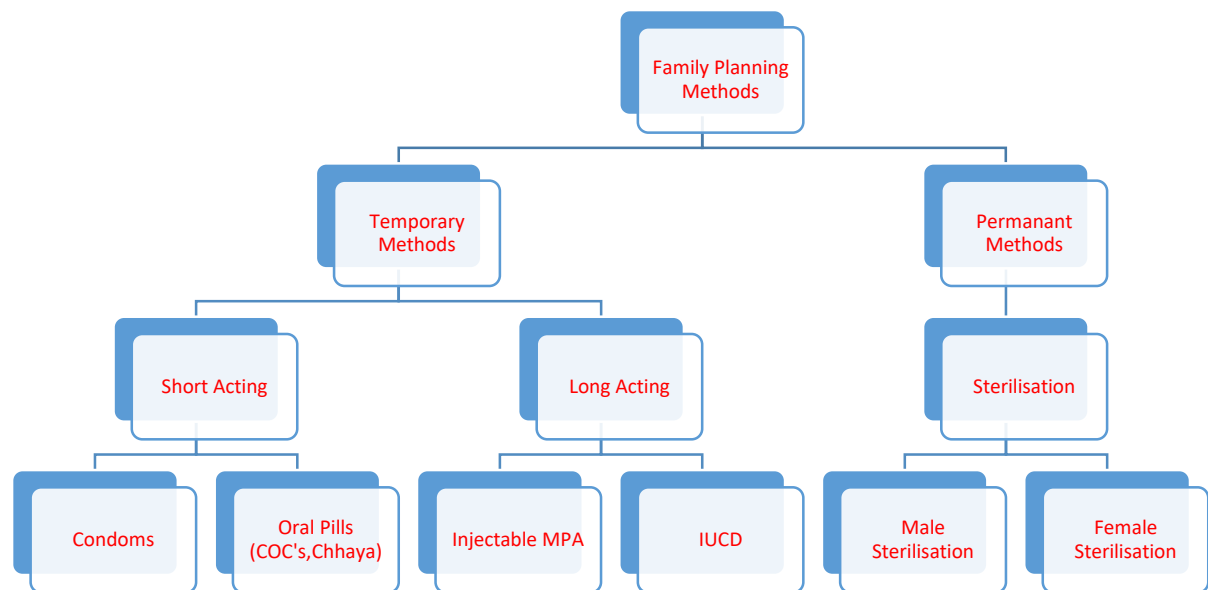 Family Planning
Methods
Temporary
Methods
Permanant
Methods
Short Acting
Long Acting
Sterilisation
Condoms
Oral Pills
(COC's,Chhaya)
Injectable MPA
IUCD
Male
Sterilisation
Female
Sterilisation